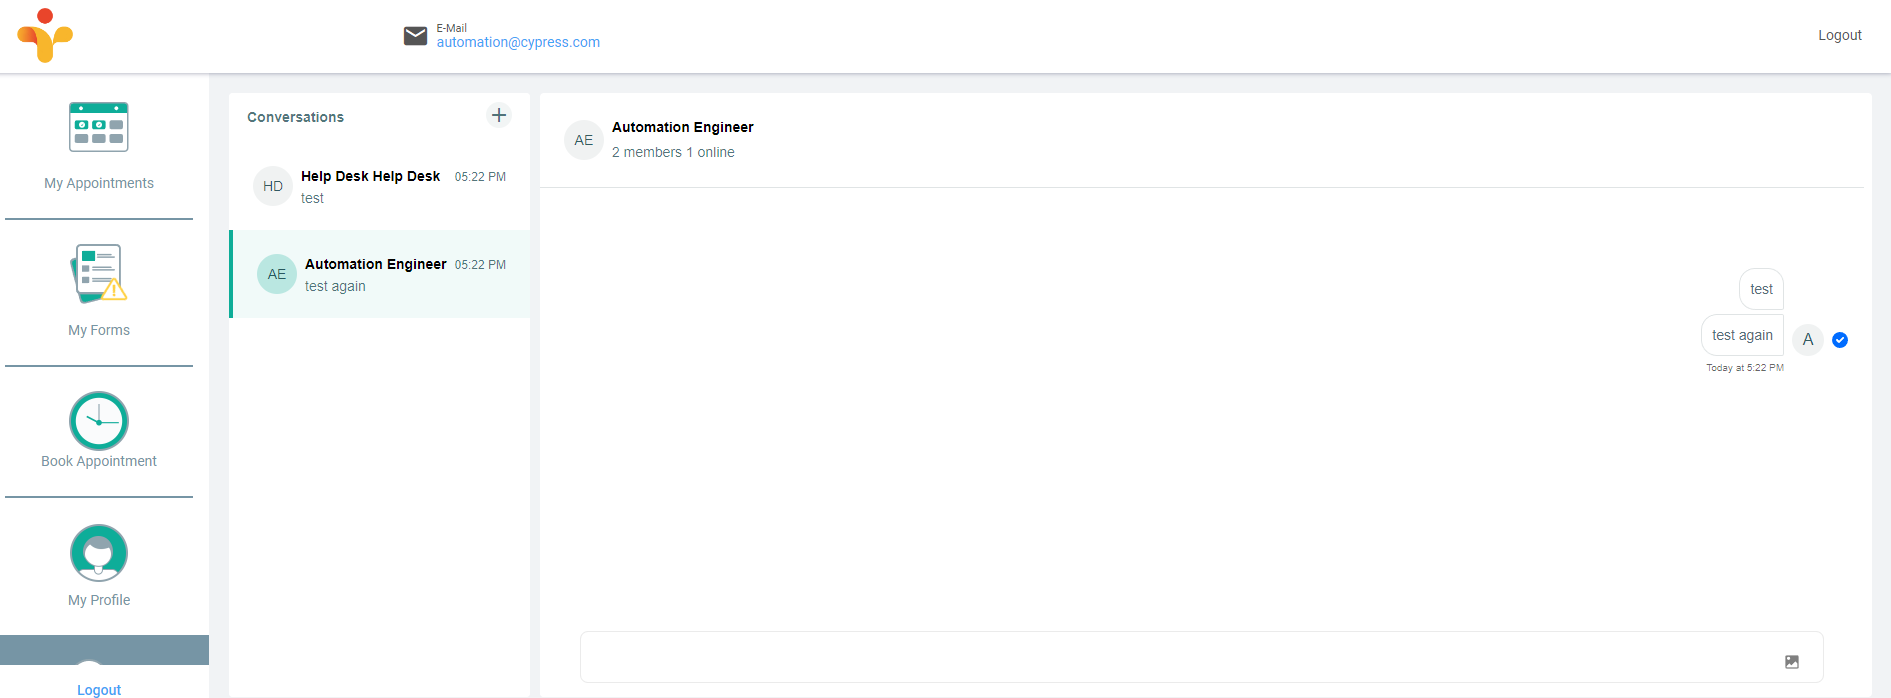 E-Mail
automation@cypress.com
Logout
My Appointments
My Forms
Book Appointment
My Profile
Logout
Conversations
HD
Help Desk Help Desk 05:22 PM
test
AE
Automation Engineer 05:22 PM
test again
AE
Automation Engineer
2 members 1 online
test
test again
A
Today at 5:22 PM